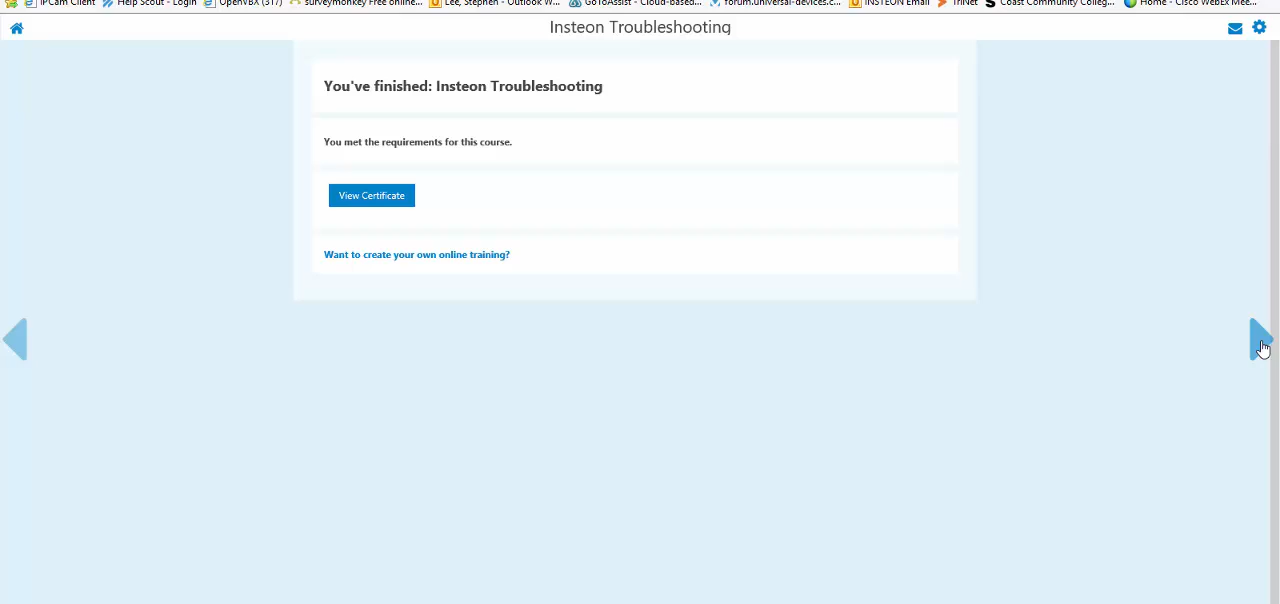 IPCam Client Help Scout - Login OpenVBX (317) surveymonkey Free online... Lee, Stephen - Outlook W... GoToAssist - Cloud-based... forum.universal-devices.c... INSTEON Email TriNet Coast Community Colleg... Home - Cisco WebEx Mee...
Insteon Troubleshooting
You've finished: Insteon Troubleshooting
You met the requirements for this course.
View Certificate
Want to create your own online training?